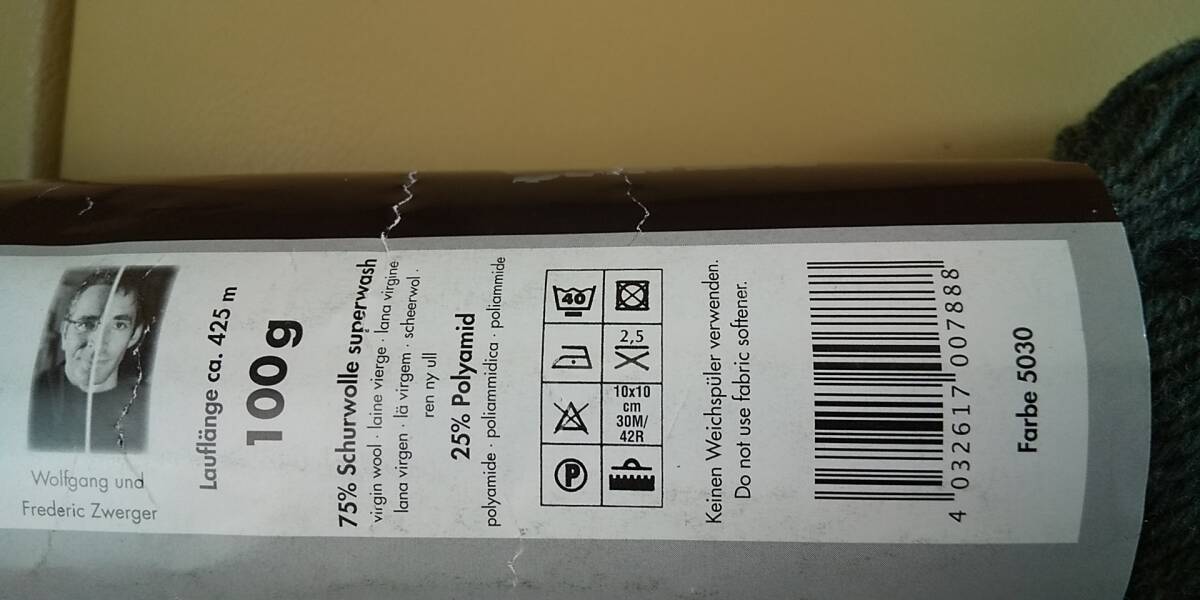 Wolfgang und
Frederic Zwerger
Lauflänge ca. 425 m
100 g
75% Schurwolle superwash
virgin wool · laine vierge · lana virgine
lana virgen · lã virgem · scheerwol ·
ren ny ull
25% Polyamid
polyamide · poliammidica · poliammide
40
2,5
10x10
cm
30M/
42R
P
Keinen Weichspüler verwenden.
Do not use fabric softener.
4 032617 007888
Farbe 5030